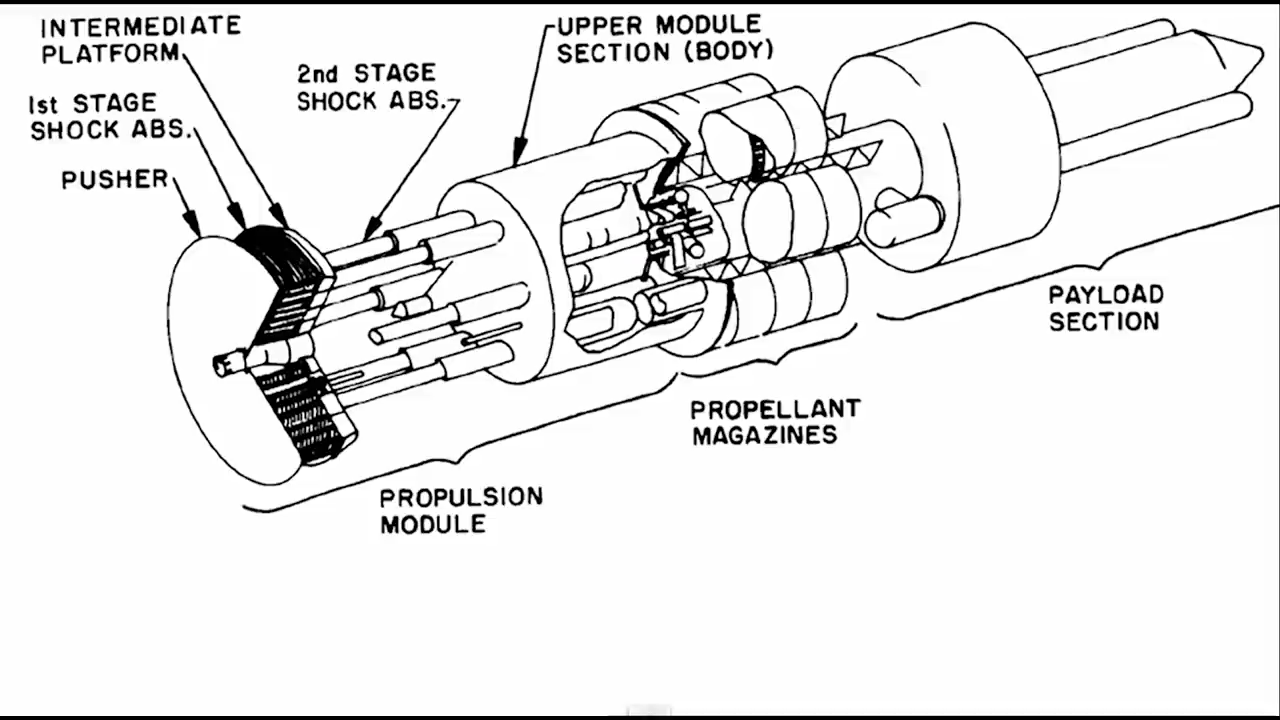 INTERMEDIATE
PLATFORM
1st STAGE
SHOCK ABS.
PUSHER
2nd STAGE
SHOCK ABS.
UPPER MODULE
SECTION (BODY)
PAYLOAD
SECTION
PROPELLANT
MAGAZINES
PROPULSION
MODULE